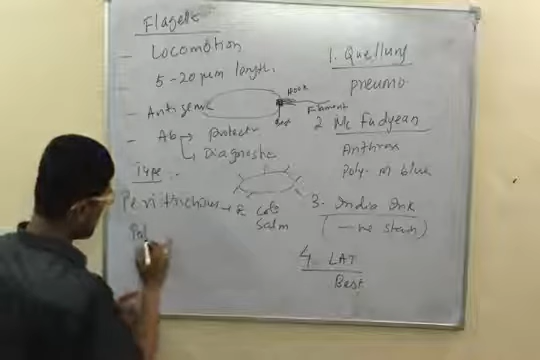 Flagella
- Locomotion
5-20 μm length.
- Antigenic
Hook
Filament
- Ab → protective
→ Diagnostic
Type :-
Peritrichous → E coli
Salm
1. Quellung
pneumo.
2 Mc Fadyean
Anthrax
Poly. m blue
3. India Ink
(-ve stain)
4. LAT
Best